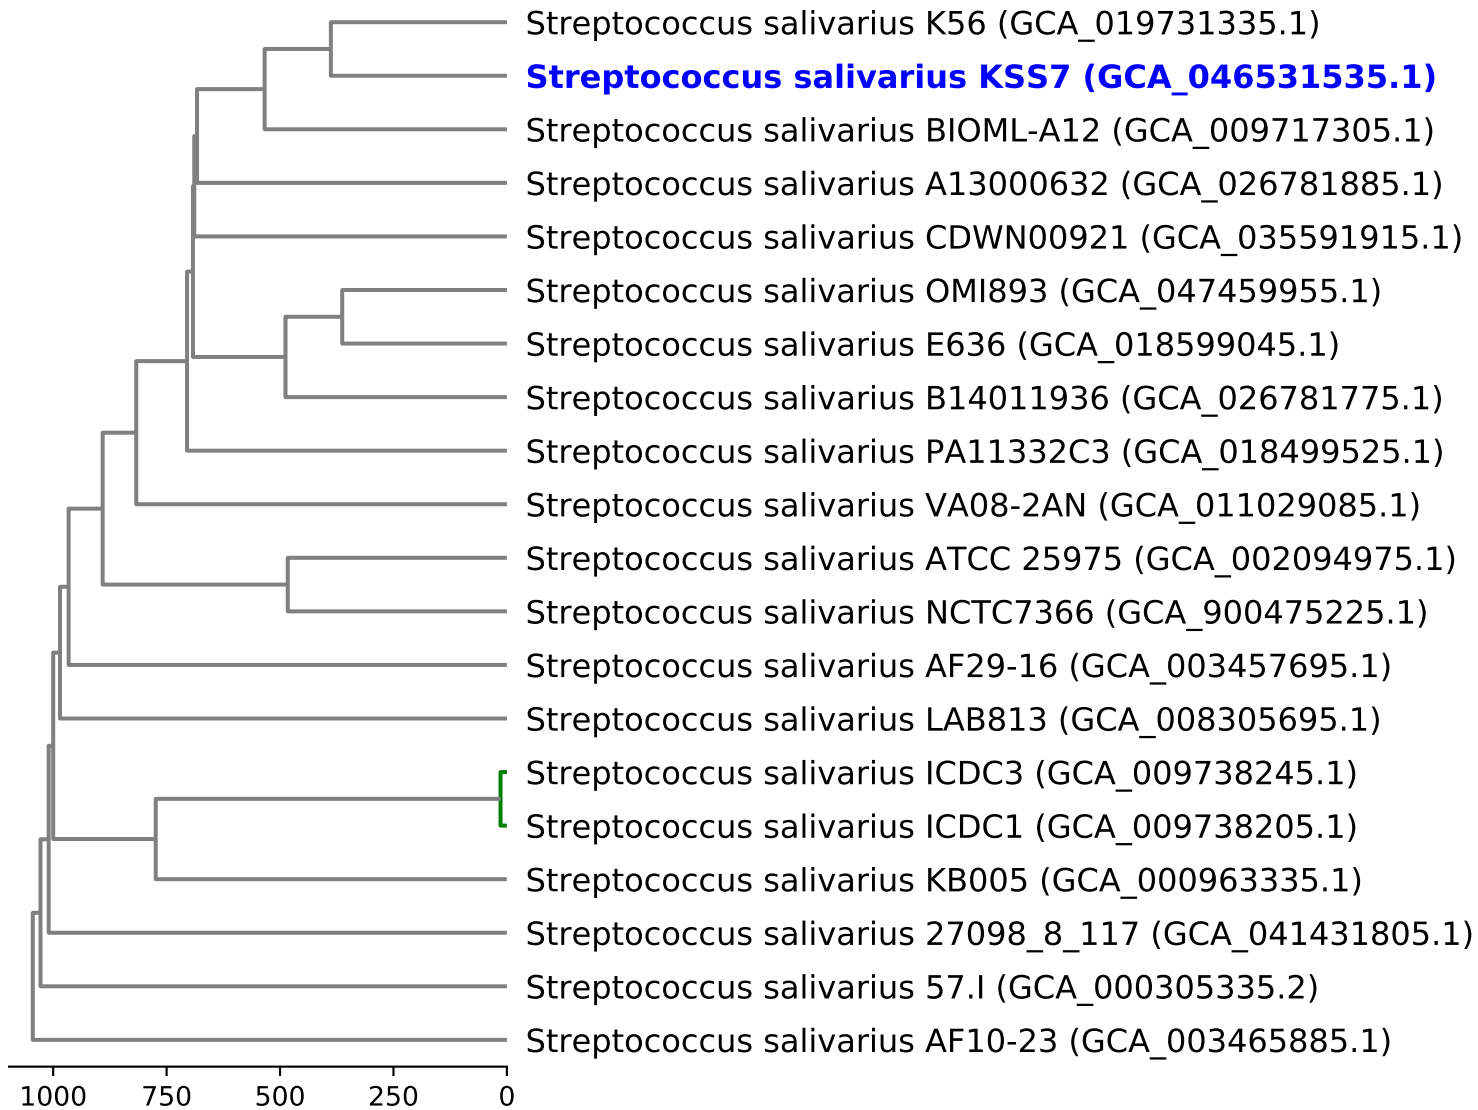 Streptococcus salivarius K56 (GCA_019731335.1)
Streptococcus salivarius KSS7 (GCA_046531535.1)
Streptococcus salivarius BIOML-A12 (GCA_009717305.1)
Streptococcus salivarius A13000632 (GCA_026781885.1)
Streptococcus salivarius CDWN00921 (GCA_035591915.1)
Streptococcus salivarius OMI893 (GCA_047459955.1)
Streptococcus salivarius E636 (GCA_018599045.1)
Streptococcus salivarius B14011936 (GCA_026781775.1)
Streptococcus salivarius PA11332C3 (GCA_018499525.1)
Streptococcus salivarius VA08-2AN (GCA_011029085.1)
Streptococcus salivarius ATCC 25975 (GCA_002094975.1)
Streptococcus salivarius NCTC7366 (GCA_900475225.1)
Streptococcus salivarius AF29-16 (GCA_003457695.1)
Streptococcus salivarius LAB813 (GCA_008305695.1)
Streptococcus salivarius ICDC3 (GCA_009738245.1)
Streptococcus salivarius ICDC1 (GCA_009738205.1)
Streptococcus salivarius KB005 (GCA_000963335.1)
Streptococcus salivarius 27098_8_117 (GCA_041431805.1)
Streptococcus salivarius 57.I (GCA_000305335.2)
Streptococcus salivarius AF10-23 (GCA_003465885.1)
1000 750 500 250 0